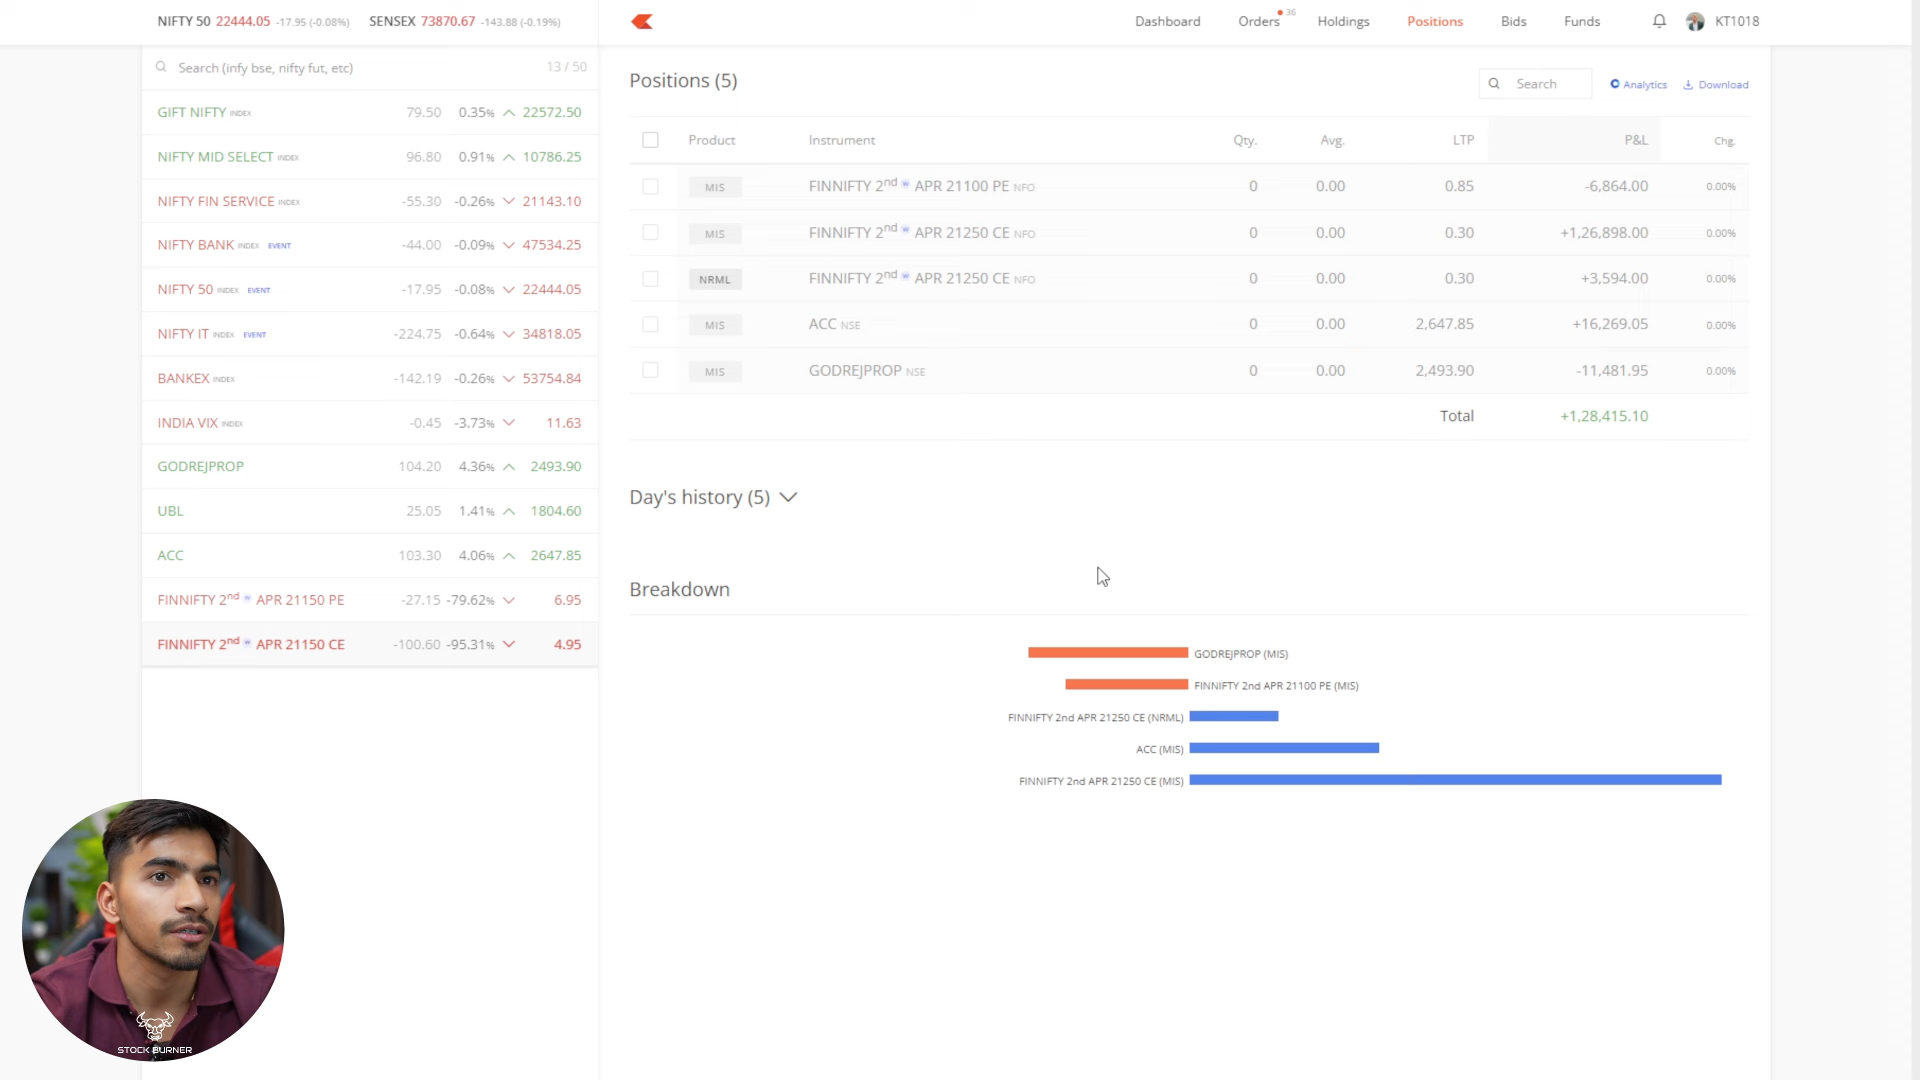 NIFTY 50 22444.05 -17.95 (-0.08%) SENSEX 73870.67 -143.88 (-0.19%)
Dashboard Orders 36 Holdings Positions Bids Funds KT1018
Search (infy bse, nifty fut, etc) 13 / 50
GIFT NIFTY INDEX 79.50 0.35% 22572.50
NIFTY MID SELECT INDEX 96.80 0.91% 10786.25
NIFTY FIN SERVICE INDEX -55.30 -0.26% 21143.10
NIFTY BANK INDEX EVENT -44.00 -0.09% 47534.25
NIFTY 50 INDEX EVENT -17.95 -0.08% 22444.05
NIFTY IT INDEX EVENT -224.75 -0.64% 34818.05
BANKEX INDEX -142.19 -0.26% 53754.84
INDIA VIX INDEX -0.45 -3.73% 11.63
GODREJPROP 104.20 4.36% 2493.90
UBL 25.05 1.41% 1804.60
ACC 103.30 4.06% 2647.85
FINNIFTY 2nd w APR 21150 PE -27.15 -79.62% 6.95
FINNIFTY 2nd w APR 21150 CE -100.60 -95.31% 4.95
Positions (5)
Search Analytics Download
Product Instrument Qty. Avg. LTP P&L Chg.
MIS FINNIFTY 2nd w APR 21100 PE NFO 0 0.00 0.85 -6,864.00 0.00%
MIS FINNIFTY 2nd w APR 21250 CE NFO 0 0.00 0.30 +1,26,898.00 0.00%
NRML FINNIFTY 2nd w APR 21250 CE NFO 0 0.00 0.30 +3,594.00 0.00%
MIS ACC NSE 0 0.00 2,647.85 +16,269.05 0.00%
MIS GODREJPROP NSE 0 0.00 2,493.90 -11,481.95 0.00%
Total +1,28,415.10
Day's history (5)
Breakdown
GODREJPROP (MIS)
FINNIFTY 2nd APR 21100 PE (MIS)
FINNIFTY 2nd APR 21250 CE (NRML)
ACC (MIS)
FINNIFTY 2nd APR 21250 CE (MIS)
STOCK BURNER